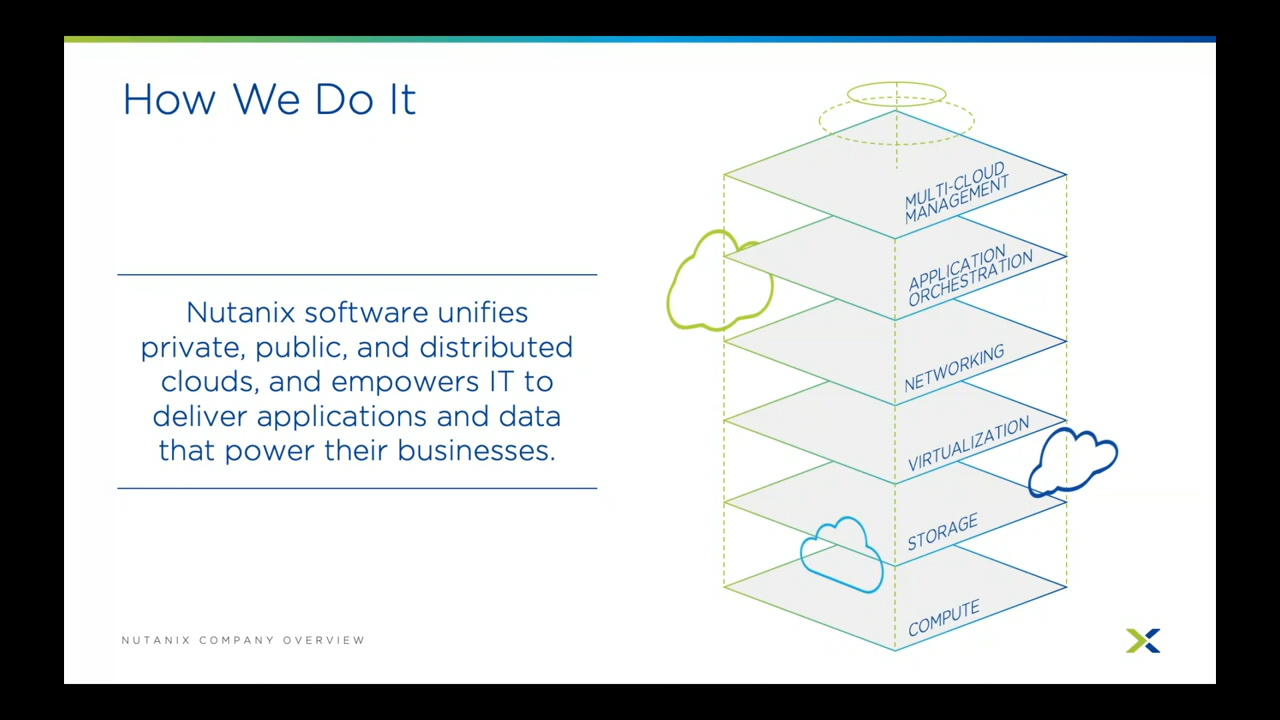 How We Do It
Nutanix software unifies
private, public, and distributed
clouds, and empowers IT to
deliver applications and data
that power their businesses.
MULTI-CLOUD
MANAGEMENT
APPLICATION
ORCHESTRATION
NETWORKING
VIRTUALIZATION
STORAGE
COMPUTE
NUTANIX COMPANY OVERVIEW